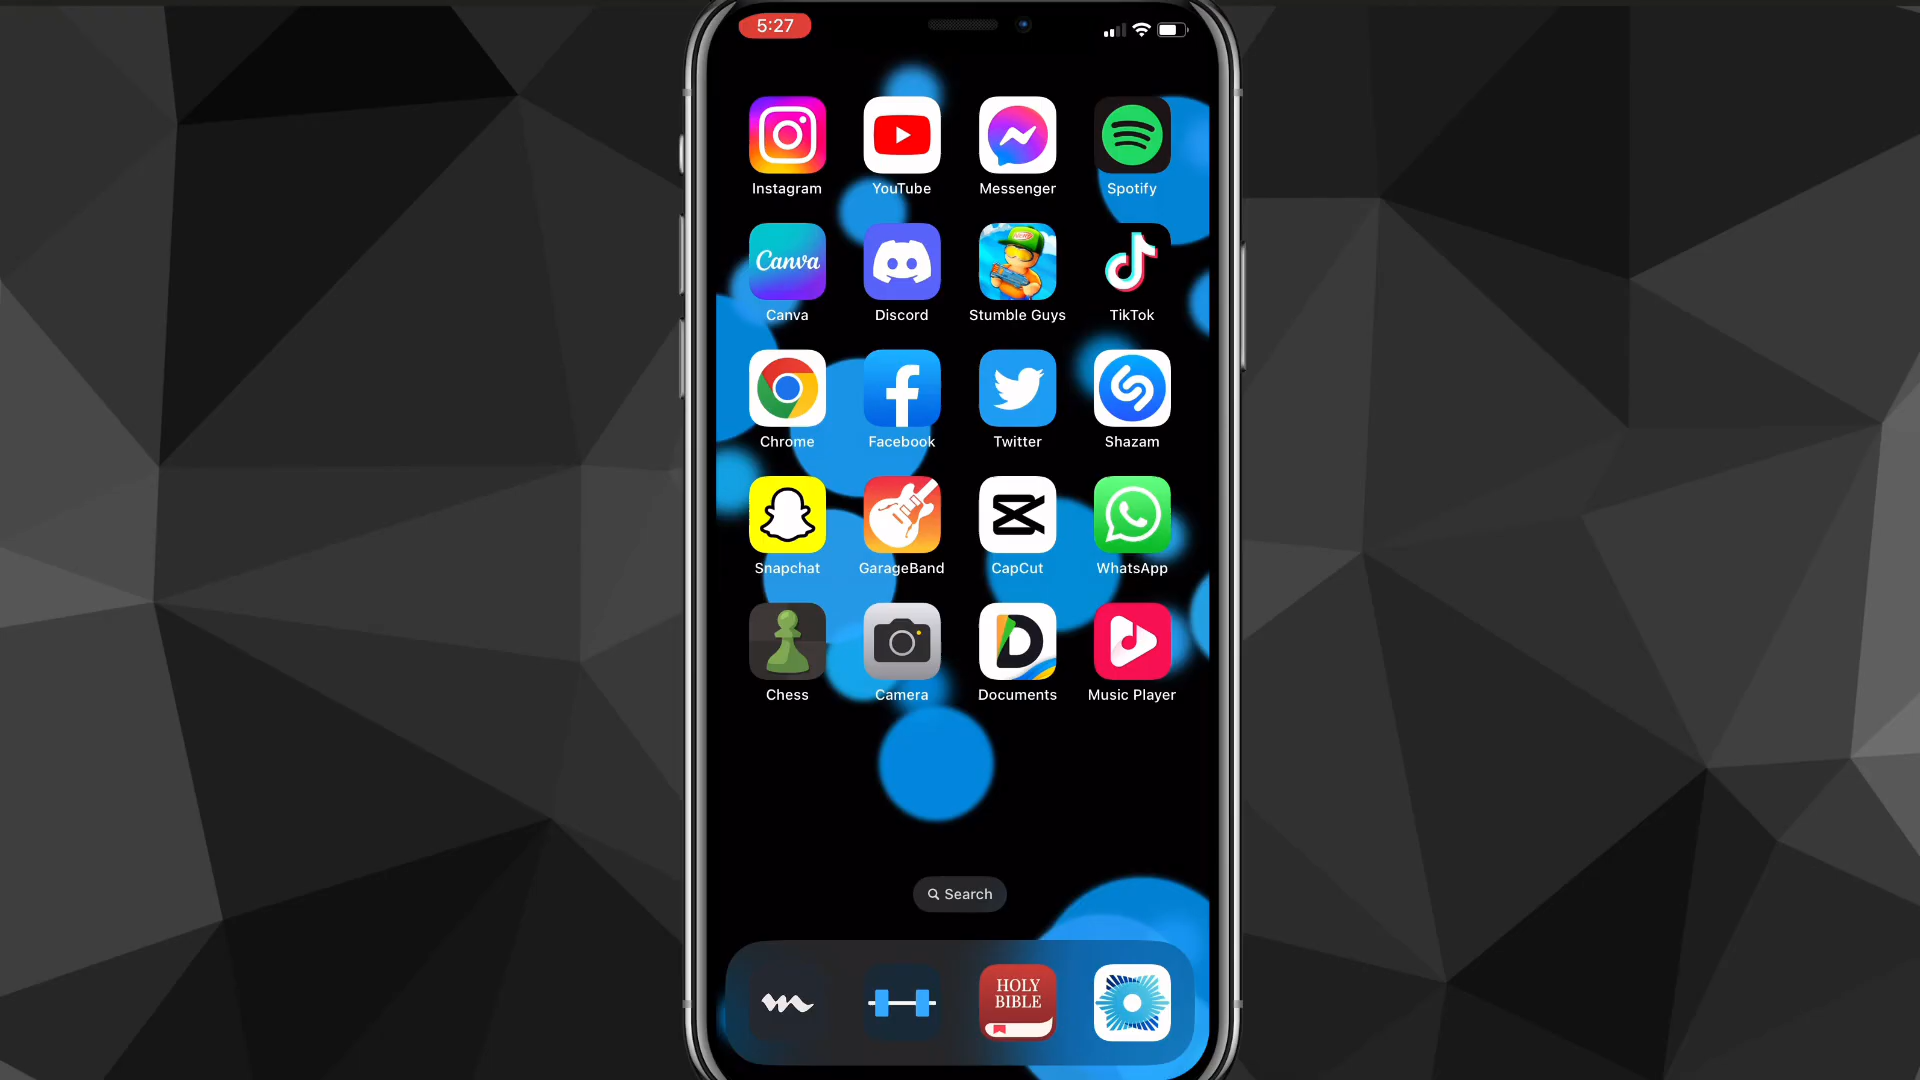 5:27
Instagram YouTube Messenger Spotify
Canva
Canva Discord Stumble Guys TikTok
Chrome Facebook Twitter Shazam
Snapchat GarageBand CapCut WhatsApp
Chess Camera Documents Music Player
Search
HOLY
BIBLE